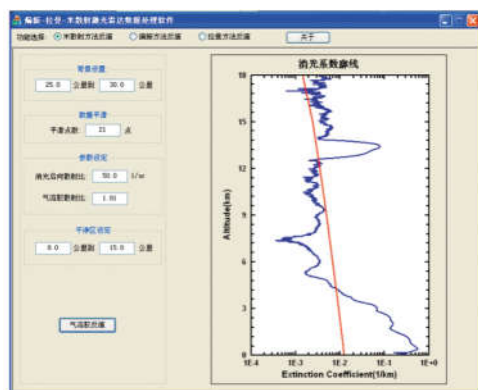 偏振-拉曼-米散射激光雷达数据处理软件
功能选择: 米散射方法反演 偏振方法反演 拉曼方法反演 关于
背景设置
25.0 公里到 30.0 公里
数据平滑
平滑点数: 21 点
参数设定
消光后向散射比: 50.0 1/sr
气溶胶散射比: 1.01
干净区设定
8.0 公里到 15.0 公里
气溶胶反演
消光系数廓线
18
15
12
9
6
3
0
Altitude(km)
1E-4 1E-3 1E-2 1E-1 1E+0
Extinction Coefficient(1/km)